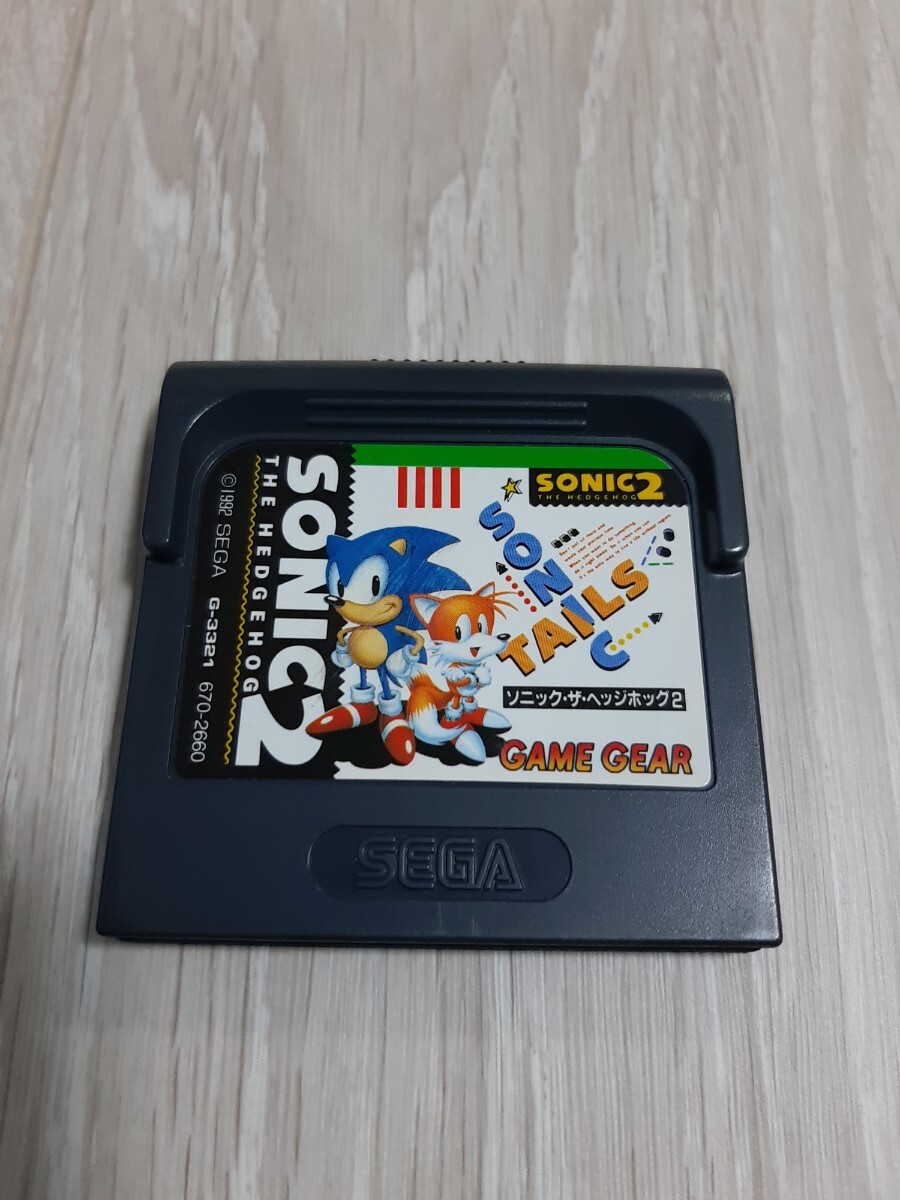 SONIC 2
THE HEDGEHOG
©1992 SEGA G-3321 670-2660
SONIC 2
THE HEDGEHOG
SONIC
TAILS
ソニック・ザ・ヘッジホッグ2
GAME GEAR
SEGA